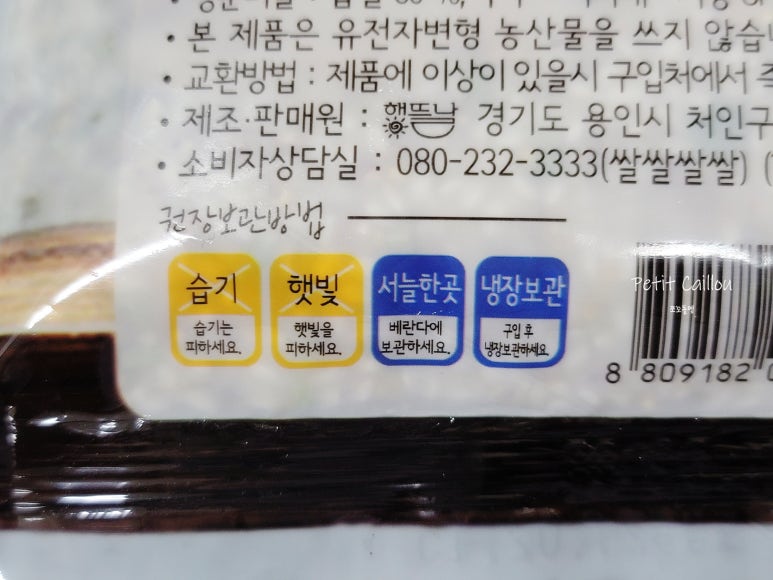 • 본 제품은 유전자변형 농산물을 쓰지 않습
• 교환방법 : 제품에 이상이 있을시 구입처에서
• 제조·판매원 : 햇뜰날 경기도 용인시 처인구
• 소비자상담실 : 080-232-3333(쌀쌀쌀쌀) (
권장보관방법
습기 햇빛 서늘한곳 냉장보관
습기는 햇빛을 베란다에 구입 후
피하세요. 피하세요. 보관하세요. 냉장보관하세요
Petit Caillou
쪼꼬두멍
8 809182